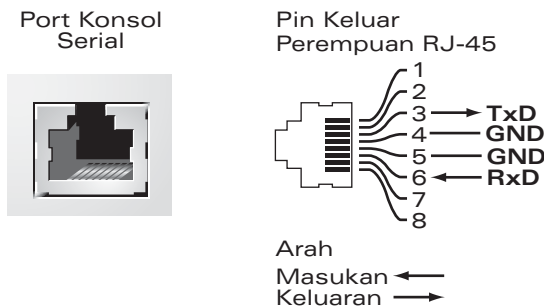 Port Konsol
Serial
Pin Keluar
Perempuan RJ-45
1
2
3 TxD
4 GND
5 GND
6 RxD
7
8
Arah
Masukan
Keluaran